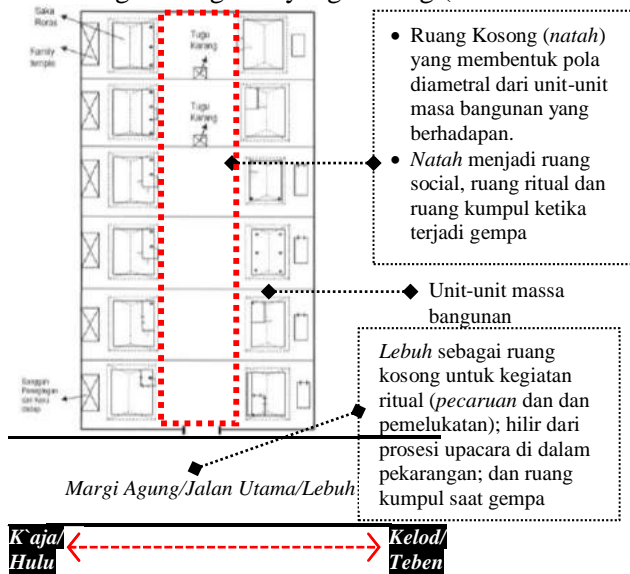 Saka
Roras
Family
temple
Tugu
Karang
Tugu
Karang
• Ruang Kosong (natah)
yang membentuk pola
diametral dari unit-unit
masa bangunan yang
berhadapan.
• Natah menjadi ruang
social, ruang ritual dan
ruang kumpul ketika
terjadi gempa
Unit-unit massa
bangunan
Lebuh sebagai ruang
kosong untuk kegiatan
ritual (pecaruan dan dan
pemelukatan); hilir dari
prosesi upacara di dalam
pekarangan; dan ruang
kumpul saat gempa
Margi Agung/Jalan Utama/Lebuh
K`aja/
Hulu
Kelod/
Teben